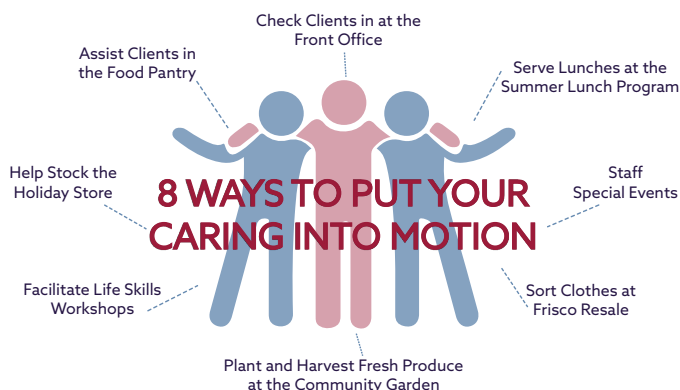 Check Clients in at the
Front Office
Assist Clients in
the Food Pantry
Serve Lunches at the
Summer Lunch Program
Help Stock the
Holiday Store
8 WAYS TO PUT YOUR
CARING INTO MOTION
Staff
Special Events
Facilitate Life Skills
Workshops
Sort Clothes at
Frisco Resale
Plant and Harvest Fresh Produce
at the Community Garden